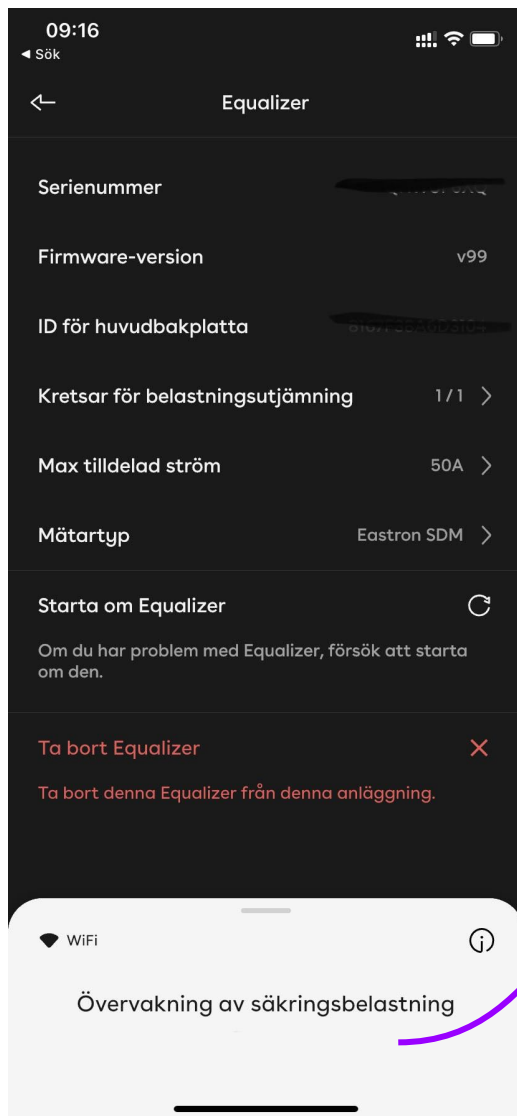 09:16
◀ Sök
Equalizer
Serienummer
Firmware-version v99
ID för huvudbakplatta
Kretsar för belastningsutjämning 1/1
Max tilldelad ström 50A
Mätartyp Eastron SDM
Starta om Equalizer
Om du har problem med Equalizer, försök att starta
om den.
Ta bort Equalizer
Ta bort denna Equalizer från denna anläggning.
WiFi
Övervakning av säkringsbelastning